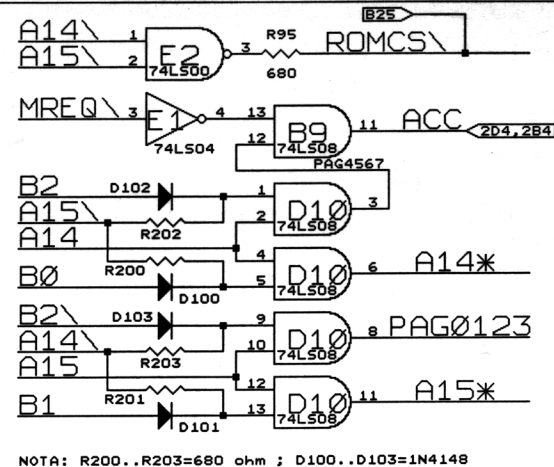 B25
A14\ 1 R95 ROMCS\
E2 3
A15\ 2 74LS00 680
MREQ\ 3 E1 4 13 B9 11 ACC 2D4,2B4
74LS04 12 74LS08
PAG4567
B2 D102 1 D10 3
A15\ R202 2 74LS08
A14
R200 4 D10 6 A14*
B0 D100 5 74LS08
B2\ D103 9 D10 8 PAG0123
A14\ R203 10 74LS08
A15
R201 12 D10 11 A15*
B1 D101 13 74LS08
NOTA: R200..R203=680 ohm ; D100..D103=1N4148